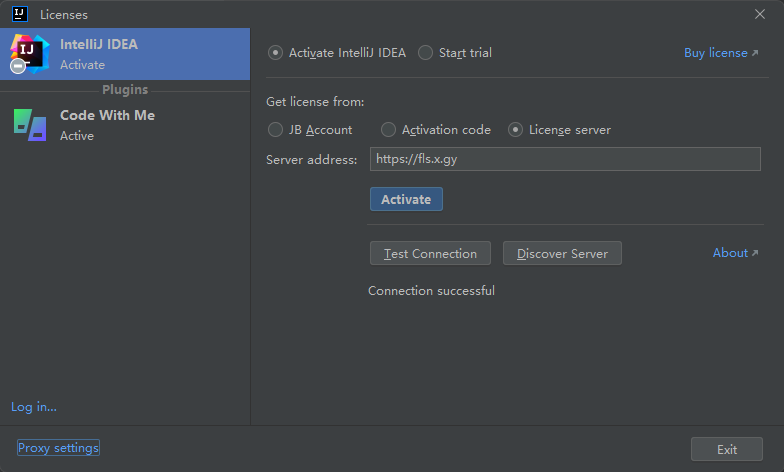 IJ Licenses
IJ IntelliJ IDEA
Activate
Plugins
Code With Me
Active
Activate IntelliJ IDEA Start trial Buy license
Get license from:
JB Account Activation code License server
Server address: https://fls.x.gy
Activate
Test Connection Discover Server About
Connection successful
Log in...
Proxy settings Exit